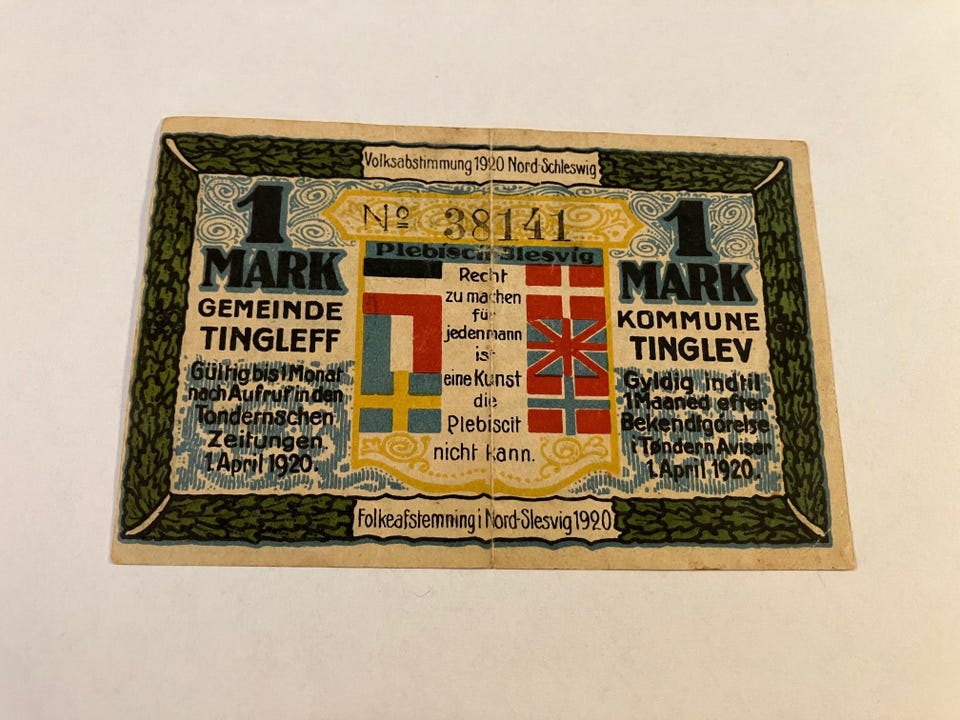 Volksabstimmung 1920 Nord-Schleswig
1
MARK
GEMEINDE
TINGLEFF
Gültig bis 1 Monat
nach Aufruf in den
Tondernschen
Zeitungen.
1. April 1920.
Nº 38141
Plebiscit Slesvig
Recht
zu machen
für
jedermann
ist
eine Kunst
die
Plebiscit
nicht kann.
1
MARK
KOMMUNE
TINGLEV
Gyldig indtil
1 Maaned efter
Bekendtgørelse
i Tøndern Aviser
1. April 1920.
Folkeafstemning i Nord-Slesvig 1920